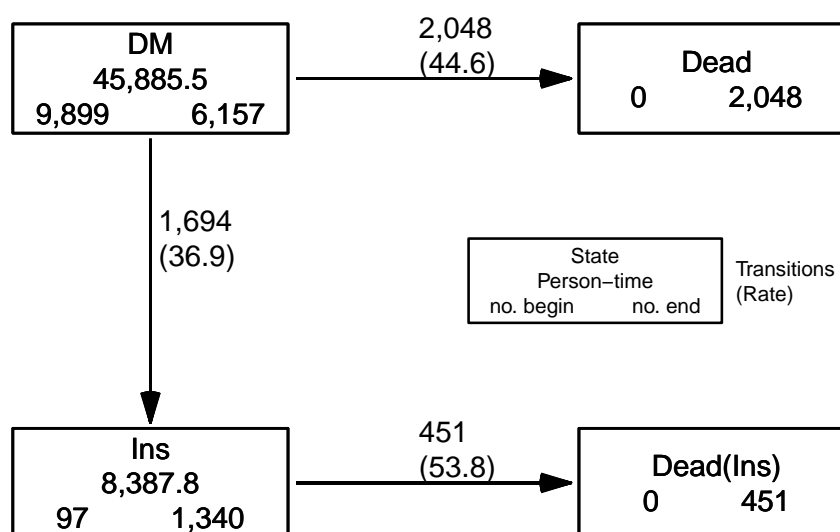 DM
45,885.5
9,899 6,157
2,048
(44.6)
Dead
0 2,048
1,694
(36.9)
State
Person−time
no. begin no. end
Transitions
(Rate)
Ins
8,387.8
97 1,340
451
(53.8)
Dead(Ins)
0 451